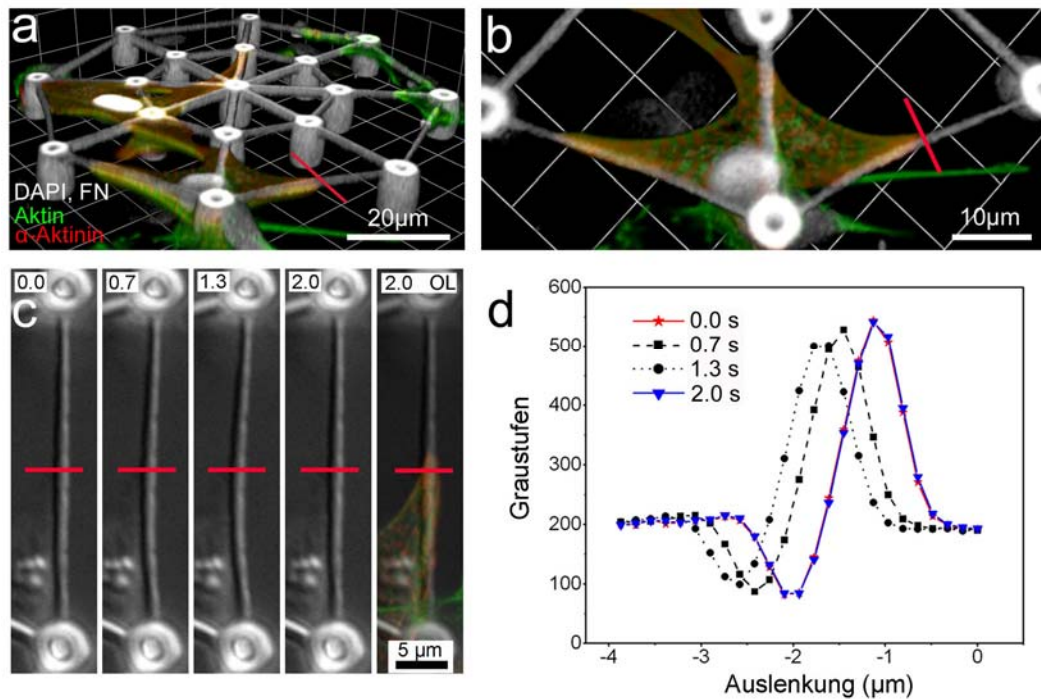 a
DAPI, FN
Aktin
α-Aktinin
20µm
b
10µm
c
0.0
0.7
1.3
2.0
2.0 OL
5 µm
d
600
500
400
300
200
100
0
Graustufen
0.0 s
0.7 s
1.3 s
2.0 s
-4 -3 -2 -1 0
Auslenkung (µm)